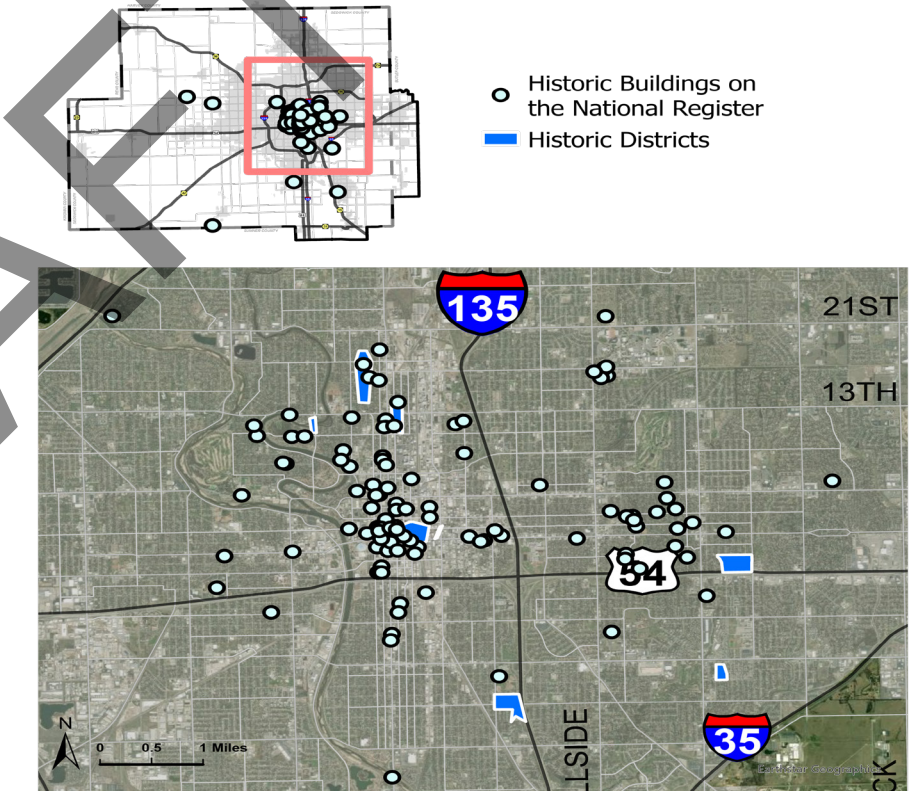 Historic Buildings on
the National Register
Historic Districts
135
21ST
13TH
54
N
0 0.5 1 Miles
LLSIDE
35
CK